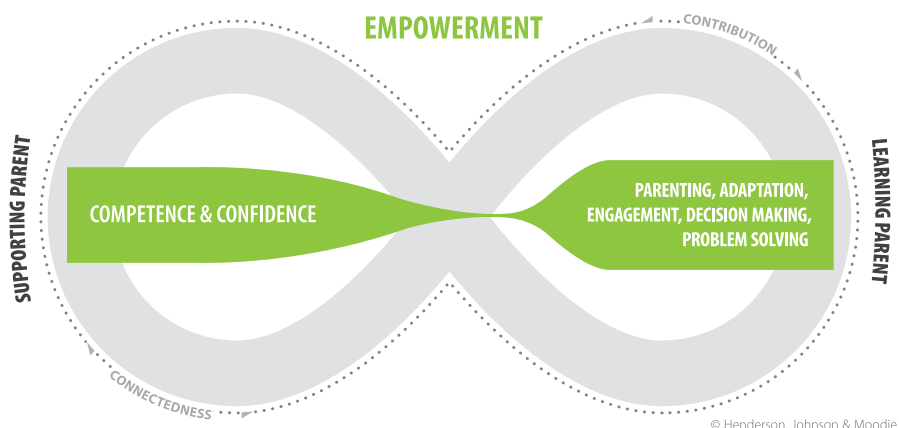 EMPOWERMENT
CONTRIBUTION
SUPPORTING PARENT
COMPETENCE & CONFIDENCE
PARENTING, ADAPTATION,
ENGAGEMENT, DECISION MAKING,
PROBLEM SOLVING
LEARNING PARENT
CONNECTEDNESS
© Henderson, Johnson & Moodie